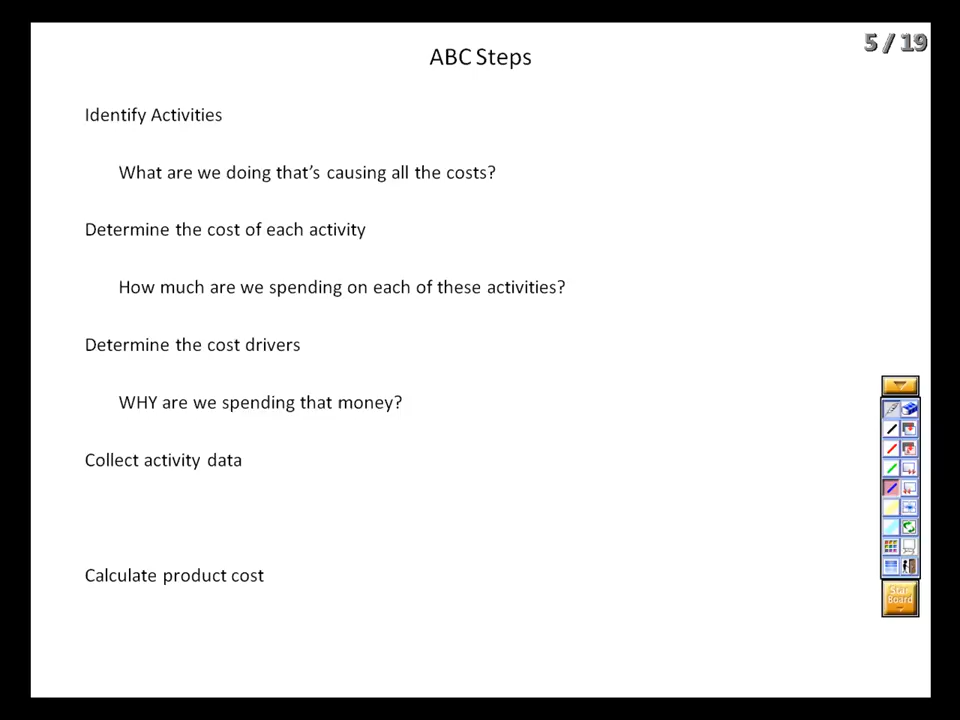 5 / 19
ABC Steps
Identify Activities
What are we doing that’s causing all the costs?
Determine the cost of each activity
How much are we spending on each of these activities?
Determine the cost drivers
WHY are we spending that money?
Collect activity data
Calculate product cost
Star
Board